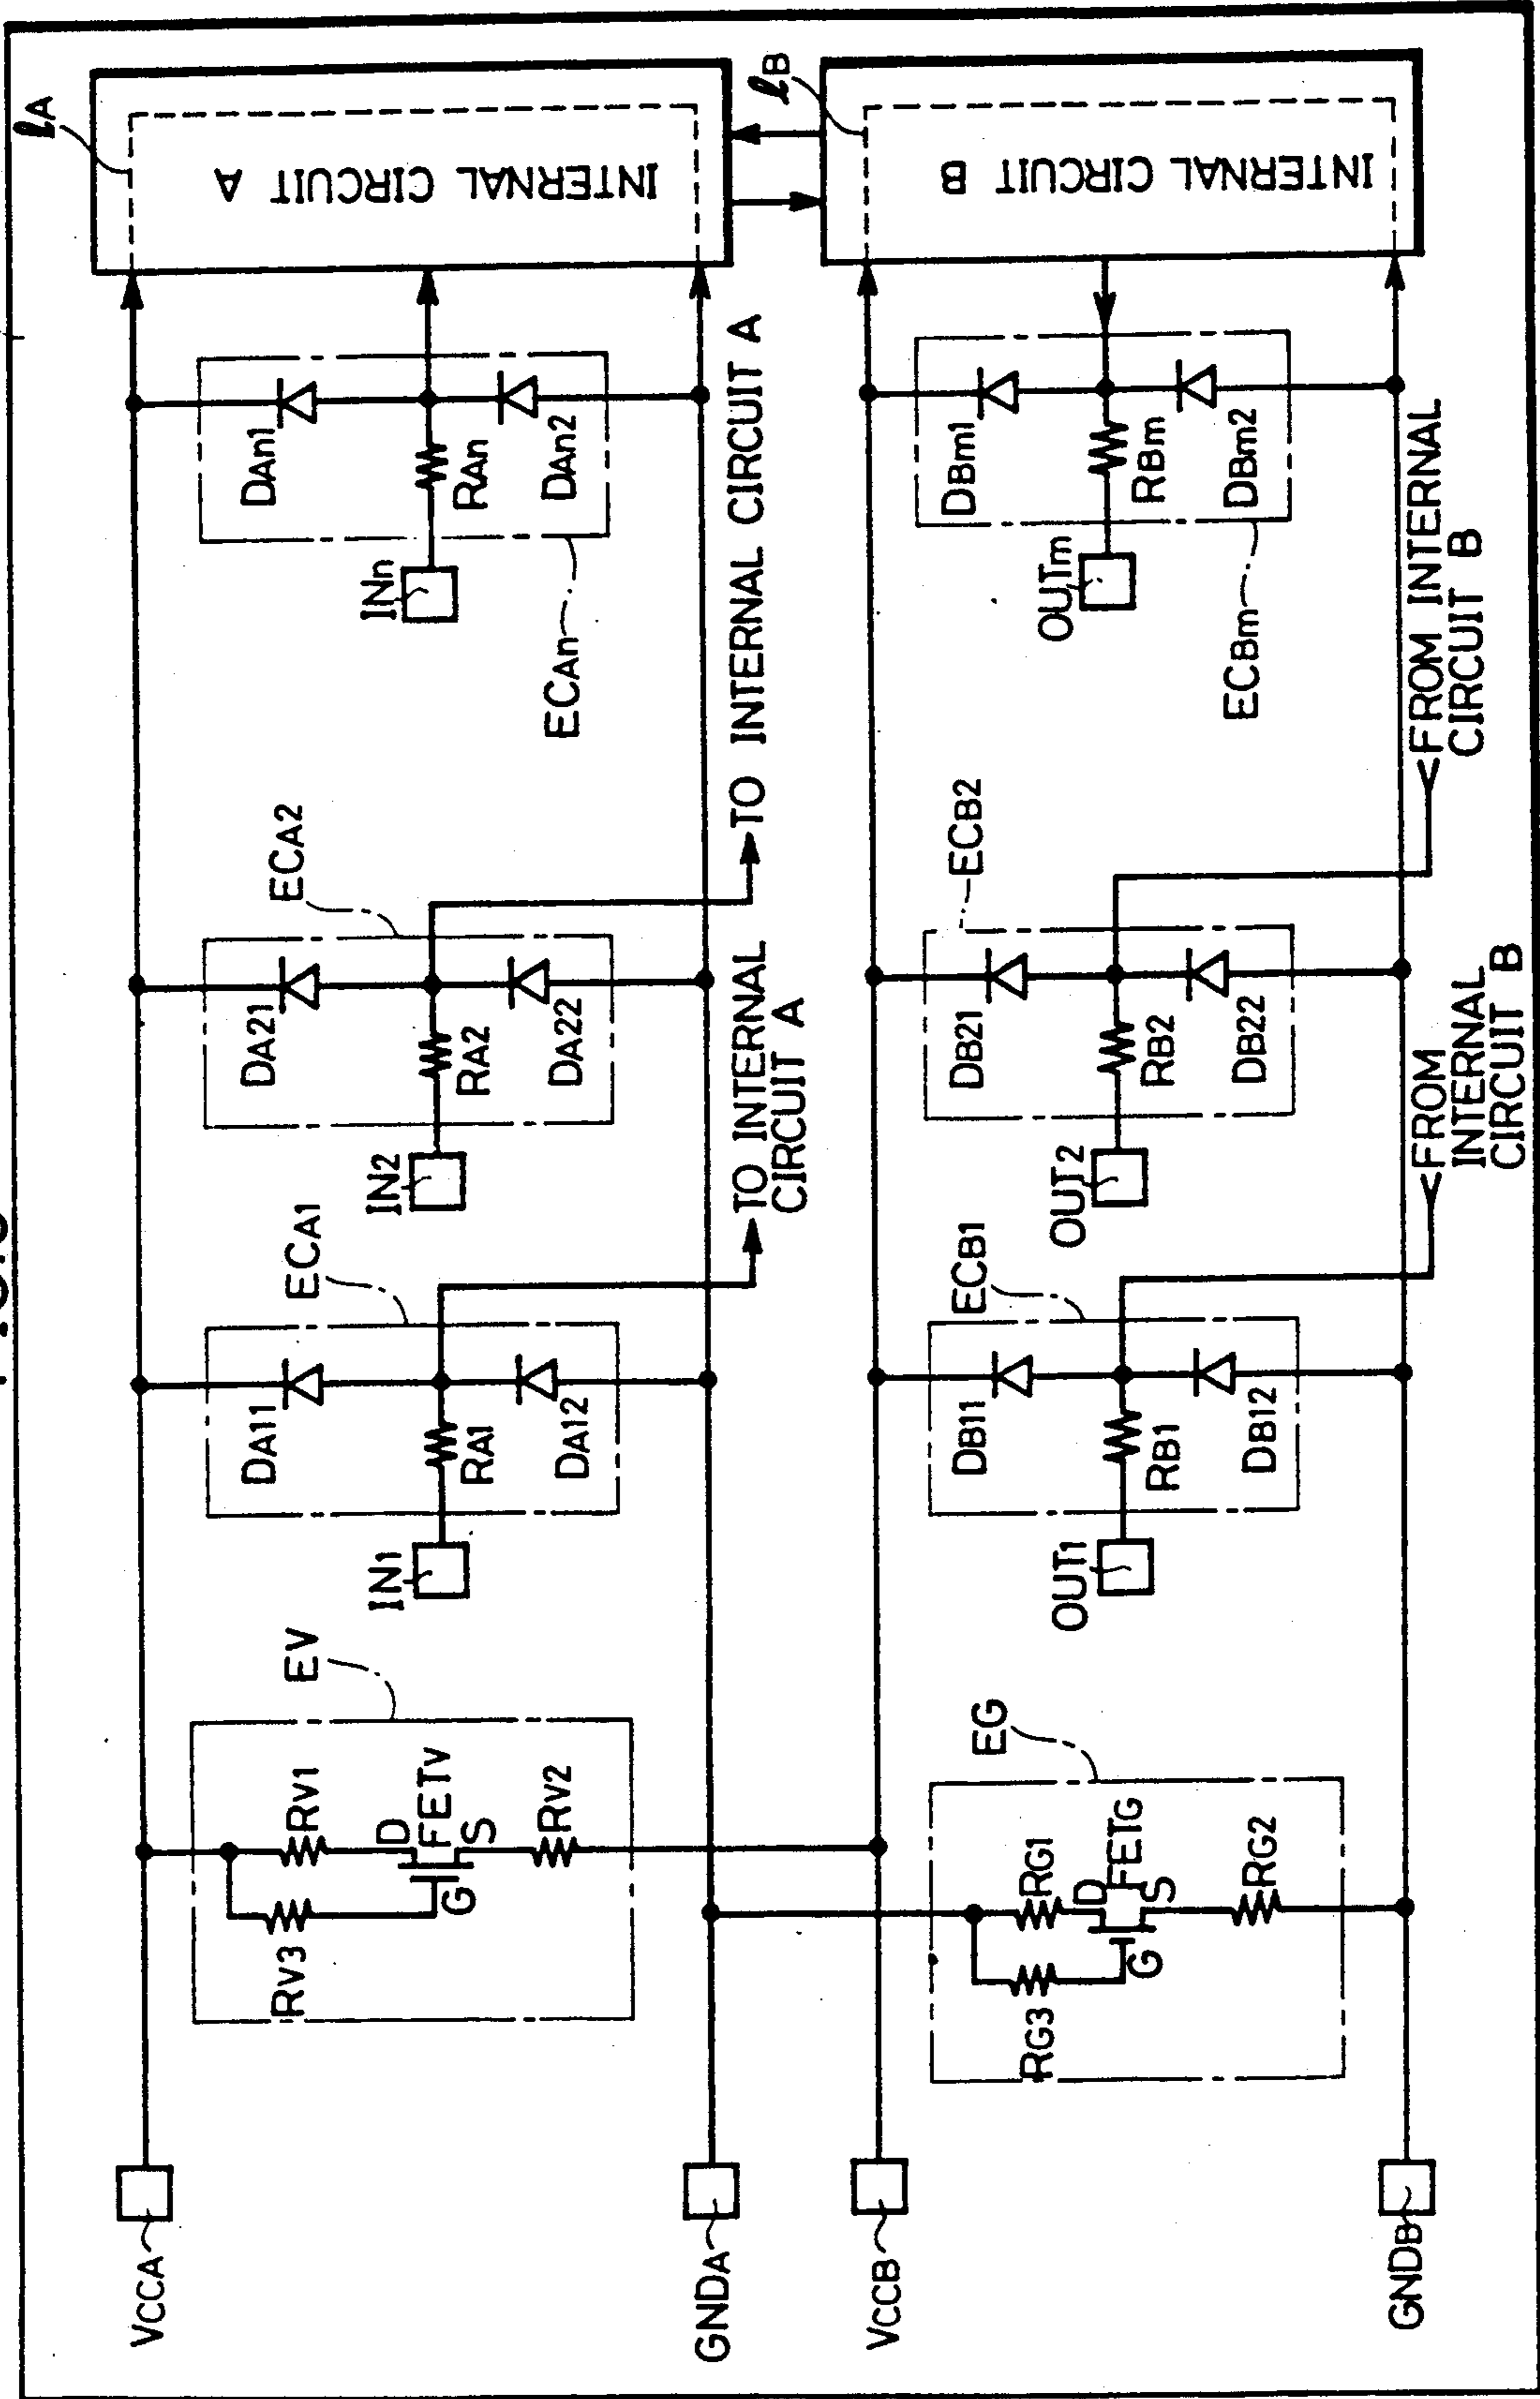 VCCA
EV
RV1
RV3
D
FETV
G
S
RV2
IN1
ECA1
DA11
RA1
DA12
TO INTERNAL
CIRCUIT A
IN2
ECA2
DA21
RA2
DA22
TO INTERNAL CIRCUIT A
INn
ECAn
DAn1
RAn
DAn2
ℓA
INTERNAL CIRCUIT A
GNDA
VCCB
EG
RG1
RG3
D
FETG
G
S
RG2
OUT1
ECB1
DB11
RB1
DB12
FROM
INTERNAL
CIRCUIT B
OUT2
ECB2
DB21
RB2
DB22
FROM INTERNAL
CIRCUIT B
OUTm
ECBm
DBm1
RBm
DBm2
ℓB
INTERNAL CIRCUIT B
GNDB